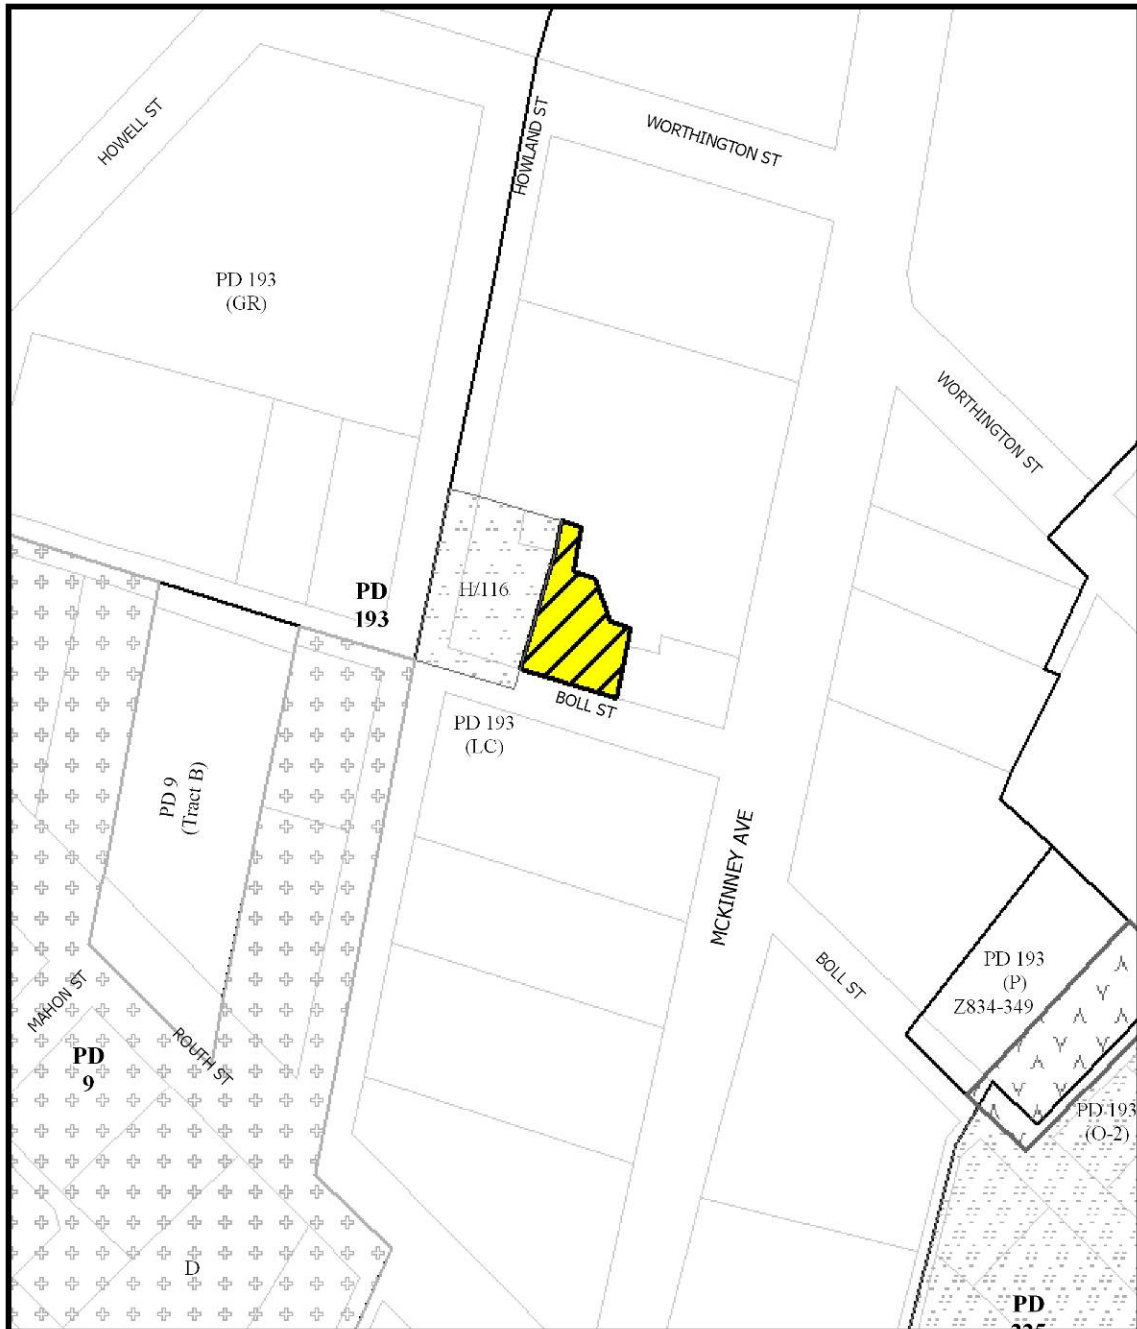 HOWELL ST
HOWLAND ST
WORTHINGTON ST
PD 193
(GR)
WORTHINGTON ST
PD
193
H/116
BOLL ST
PD 193
(LC)
PD 9
(Tract B)
MCKINNEY AVE
MAHON ST
ROUTH ST
PD
9
BOLL ST
PD 193
(P)
Z834-349
PD 193
(O-2)
D
PD